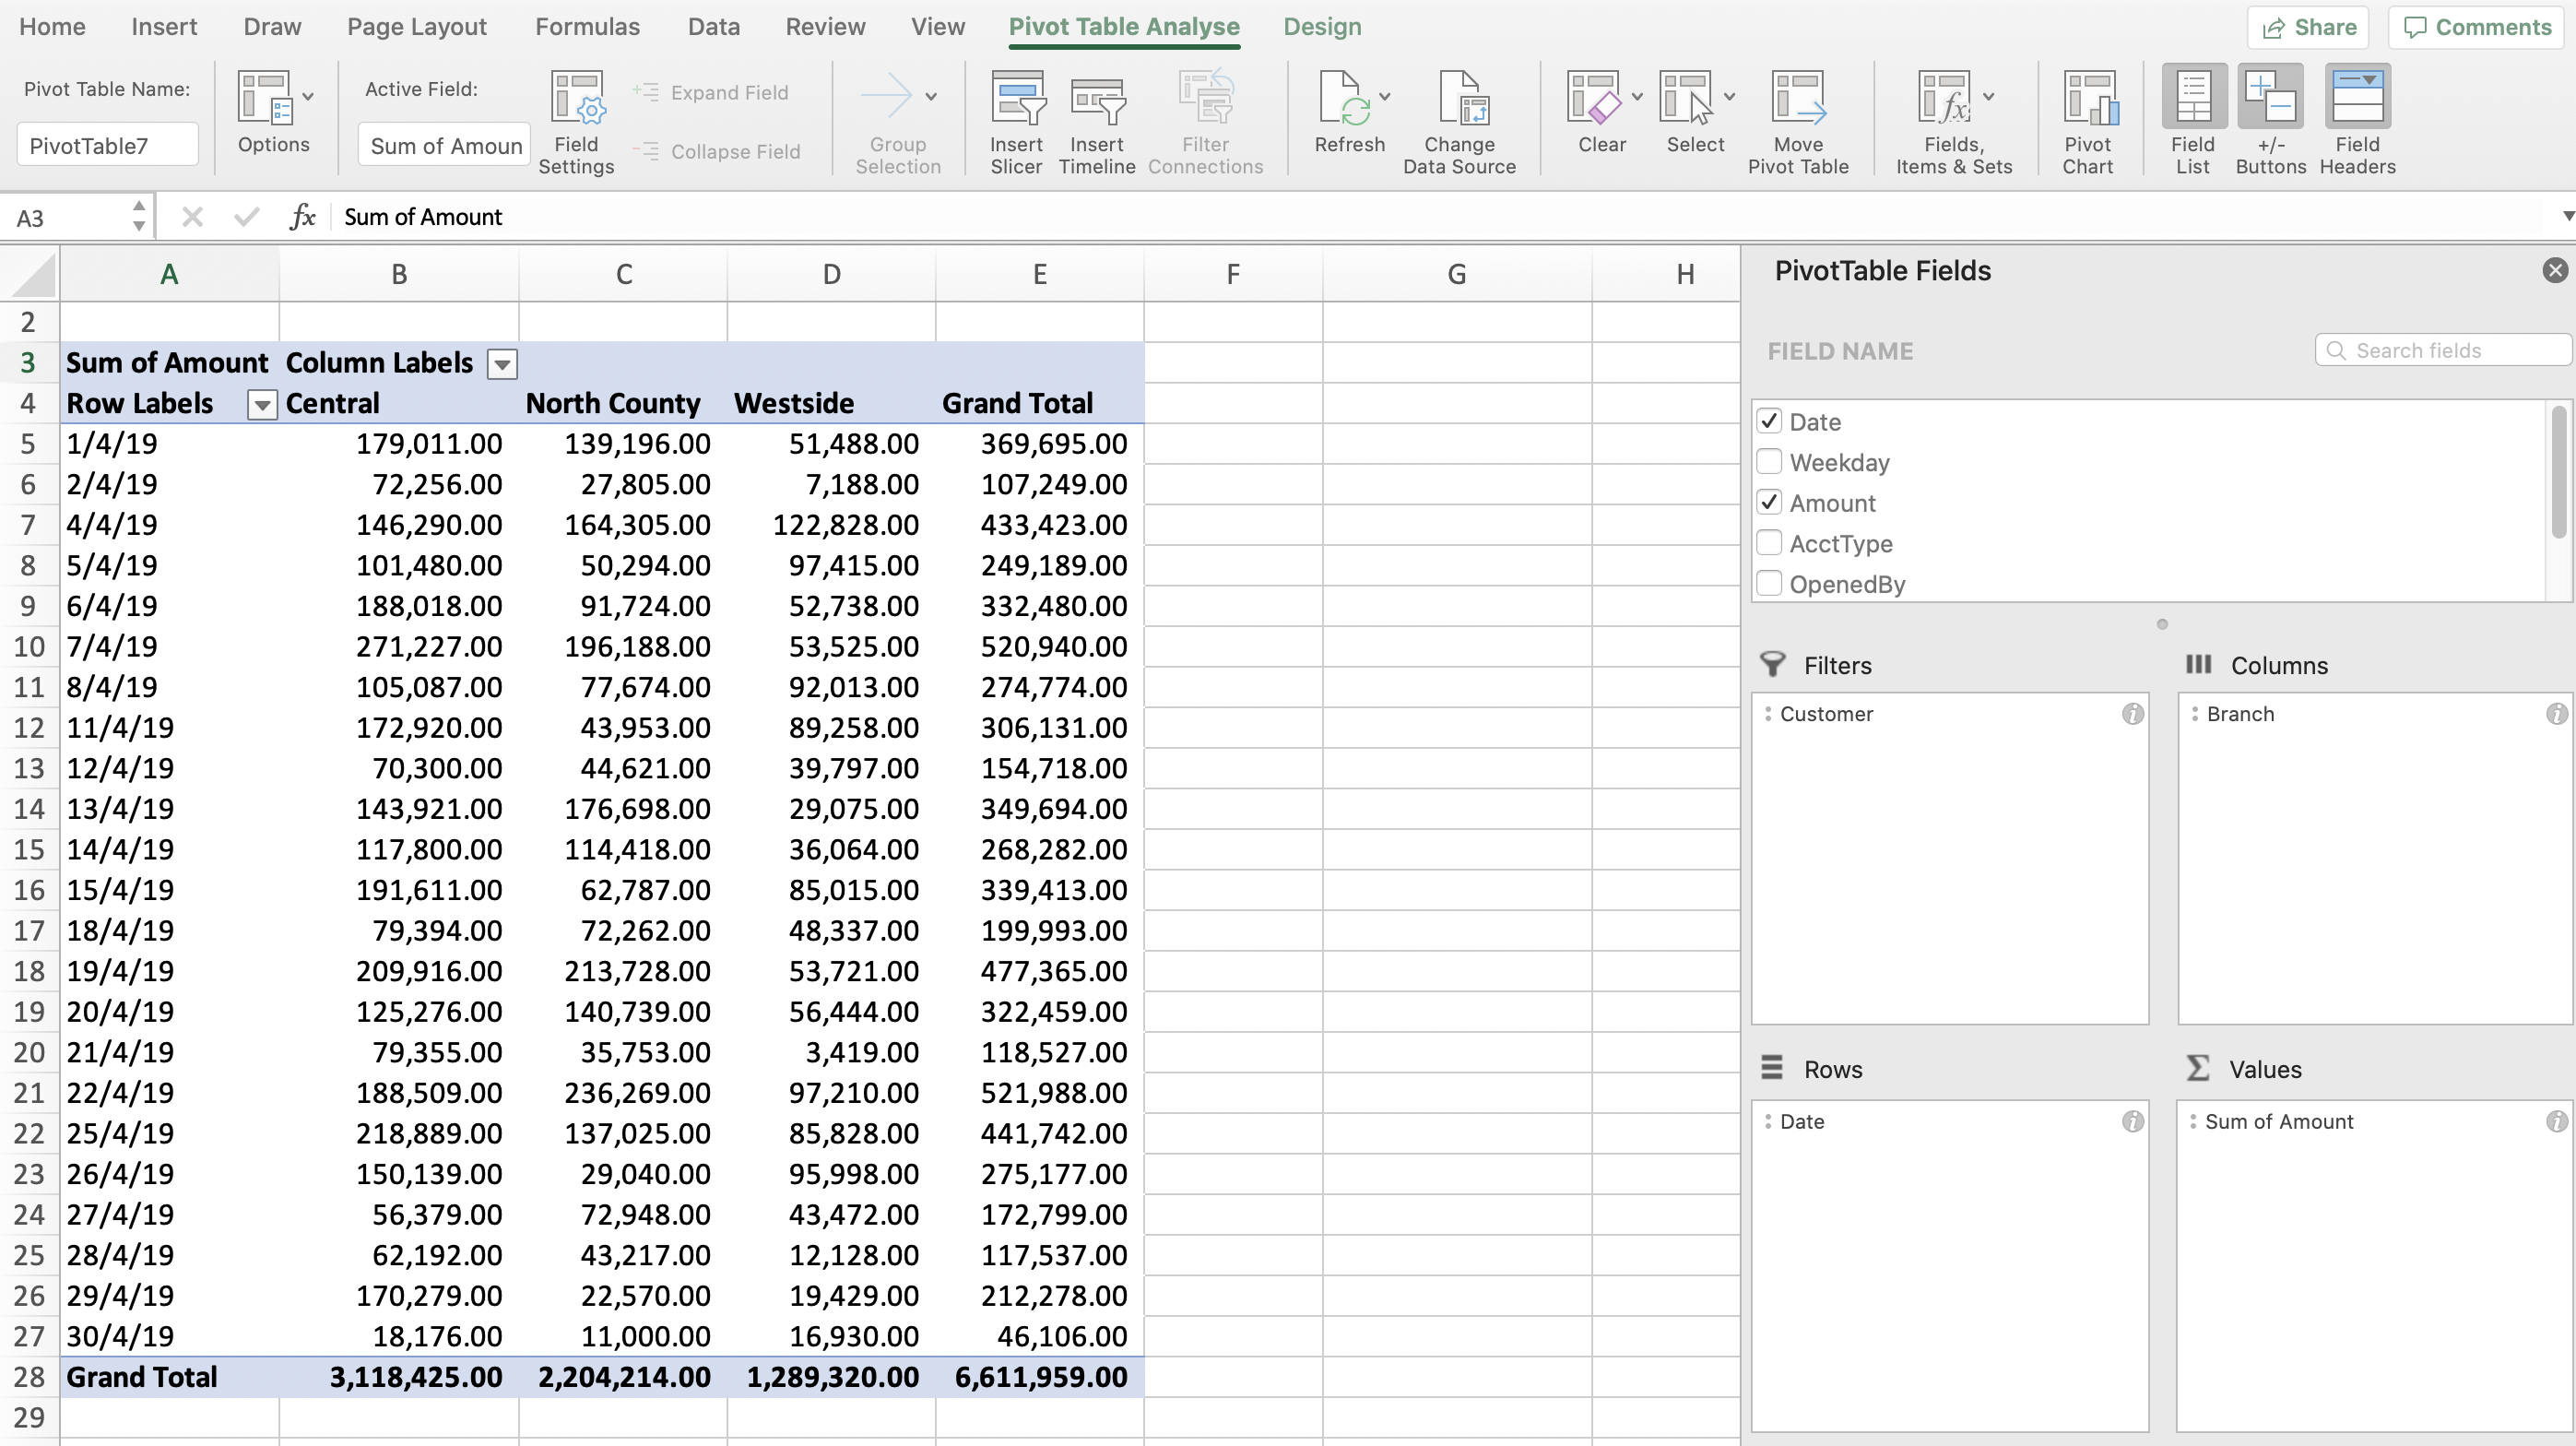 Home Insert Draw Page Layout Formulas Data Review View Pivot Table Analyse Design Share Comments
Pivot Table Name:
PivotTable7
Options
Active Field:
Sum of Amoun
Field Settings
Expand Field
Collapse Field
Group Selection
Insert Slicer
Insert Timeline
Filter Connections
Refresh
Change Data Source
Clear
Select
Move Pivot Table
Fields, Items & Sets
Pivot Chart
Field List
+/- Buttons
Field Headers
A3 fx Sum of Amount
A B C D E F G H
2
3 Sum of Amount Column Labels
4 Row Labels Central North County Westside Grand Total
5 1/4/19 179,011.00 139,196.00 51,488.00 369,695.00
6 2/4/19 72,256.00 27,805.00 7,188.00 107,249.00
7 4/4/19 146,290.00 164,305.00 122,828.00 433,423.00
8 5/4/19 101,480.00 50,294.00 97,415.00 249,189.00
9 6/4/19 188,018.00 91,724.00 52,738.00 332,480.00
10 7/4/19 271,227.00 196,188.00 53,525.00 520,940.00
11 8/4/19 105,087.00 77,674.00 92,013.00 274,774.00
12 11/4/19 172,920.00 43,953.00 89,258.00 306,131.00
13 12/4/19 70,300.00 44,621.00 39,797.00 154,718.00
14 13/4/19 143,921.00 176,698.00 29,075.00 349,694.00
15 14/4/19 117,800.00 114,418.00 36,064.00 268,282.00
16 15/4/19 191,611.00 62,787.00 85,015.00 339,413.00
17 18/4/19 79,394.00 72,262.00 48,337.00 199,993.00
18 19/4/19 209,916.00 213,728.00 53,721.00 477,365.00
19 20/4/19 125,276.00 140,739.00 56,444.00 322,459.00
20 21/4/19 79,355.00 35,753.00 3,419.00 118,527.00
21 22/4/19 188,509.00 236,269.00 97,210.00 521,988.00
22 25/4/19 218,889.00 137,025.00 85,828.00 441,742.00
23 26/4/19 150,139.00 29,040.00 95,998.00 275,177.00
24 27/4/19 56,379.00 72,948.00 43,472.00 172,799.00
25 28/4/19 62,192.00 43,217.00 12,128.00 117,537.00
26 29/4/19 170,279.00 22,570.00 19,429.00 212,278.00
27 30/4/19 18,176.00 11,000.00 16,930.00 46,106.00
28 Grand Total 3,118,425.00 2,204,214.00 1,289,320.00 6,611,959.00
29
PivotTable Fields
FIELD NAME Search fields
Date
Weekday
Amount
AcctType
OpenedBy
Filters
Customer
Columns
Branch
Rows
Date
Values
Sum of Amount